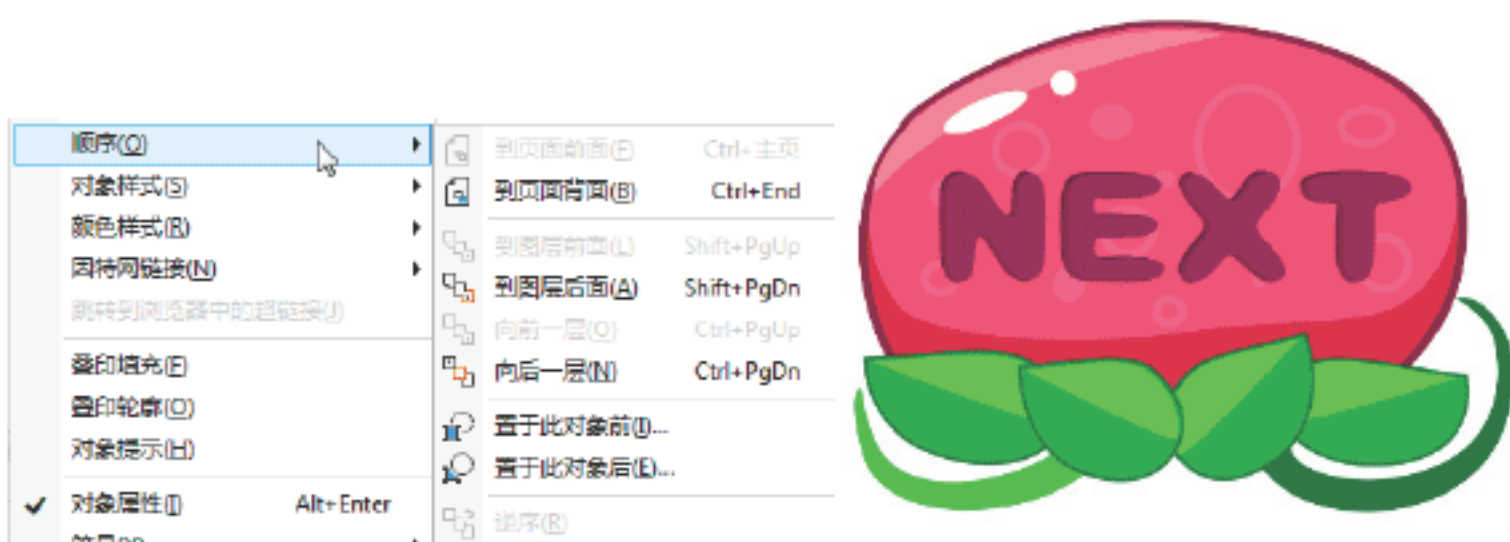 顺序(O)
对象样式(S)
颜色样式(R)
因特网链接(N)
跳转到浏览器中的超链接(J)
叠印填充(F)
叠印轮廓(O)
对象提示(H)
对象属性(I) Alt+Enter
到页面前面(F) Ctrl+主页
到页面背面(B) Ctrl+End
到图层前面(L) Shift+PgUp
到图层后面(A) Shift+PgDn
向前一层(O) Ctrl+PgUp
向后一层(N) Ctrl+PgDn
置于此对象前(I)...
置于此对象后(E)...
逆序(R)
NEXT